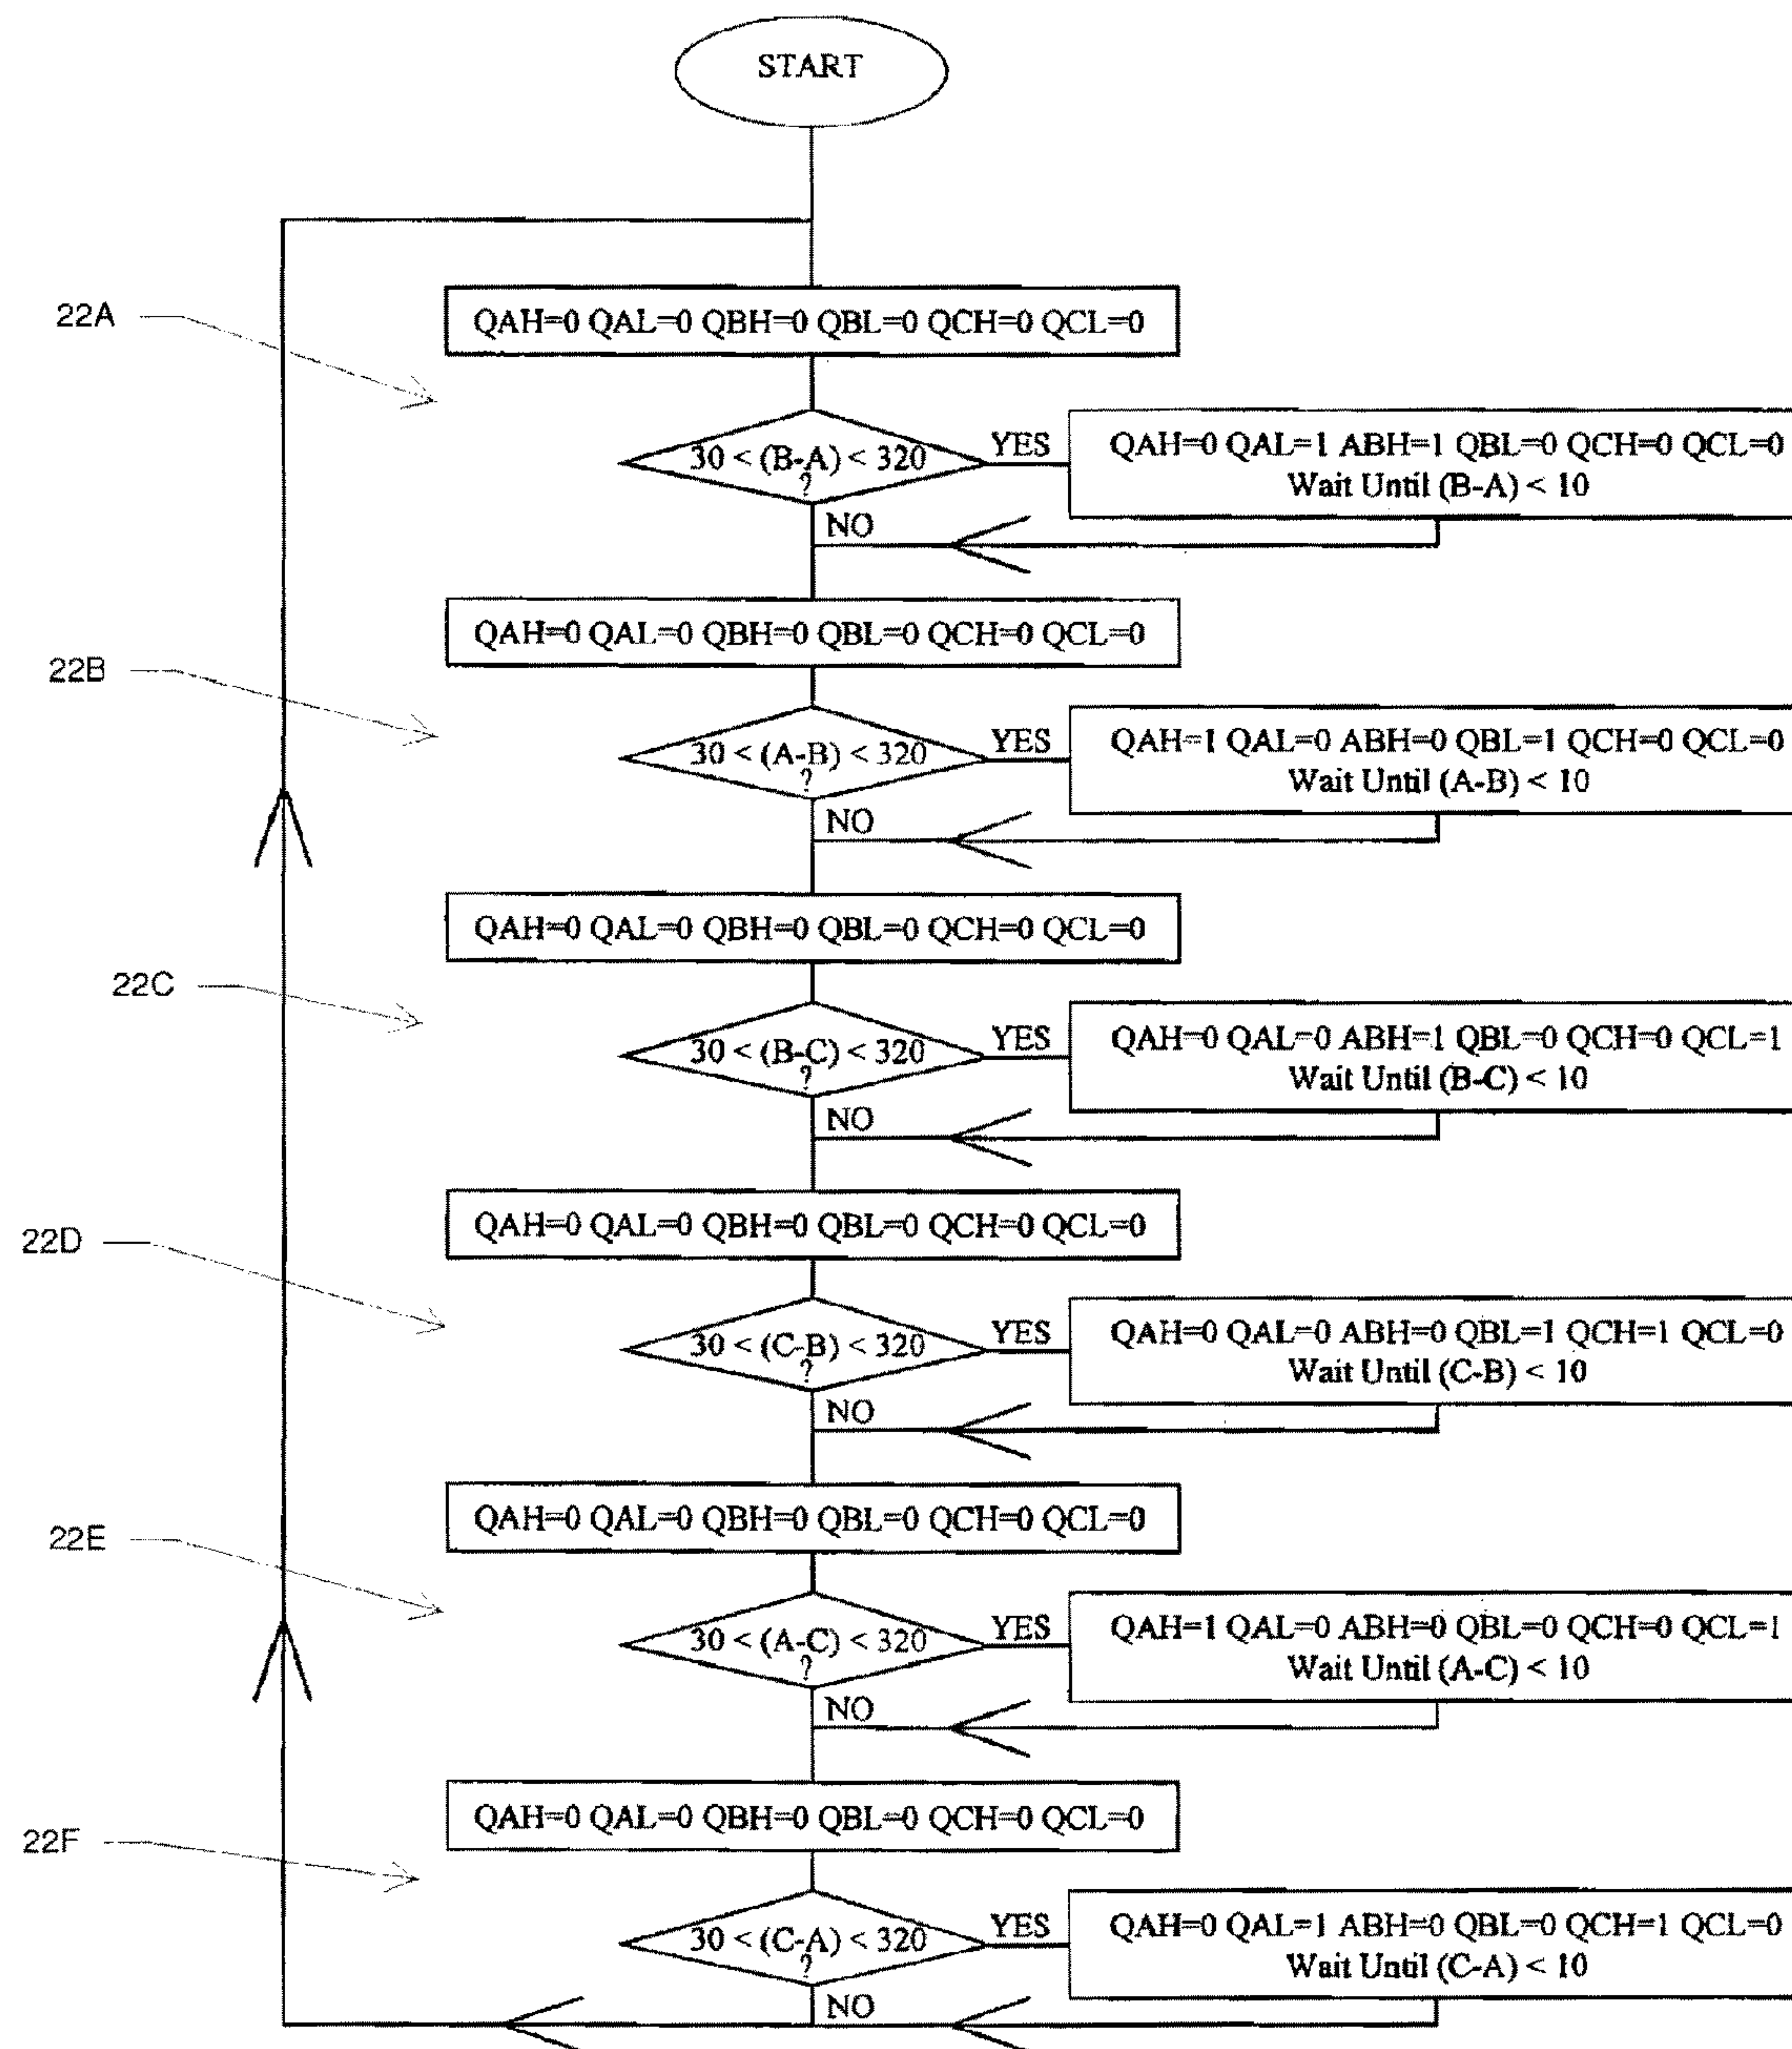 START
22A
QAH=0 QAL=0 QBH=0 QBL=0 QCH=0 QCL=0
30 < (B-A) < 320
?
YES
QAH=0 QAL=1 ABH=1 QBL=0 QCH=0 QCL=0
Wait Until (B-A) < 10
NO
QAH=0 QAL=0 QBH=0 QBL=0 QCH=0 QCL=0
22B
30 < (A-B) < 320
?
YES
QAH=1 QAL=0 ABH=0 QBL=1 QCH=0 QCL=0
Wait Until (A-B) < 10
NO
QAH=0 QAL=0 QBH=0 QBL=0 QCH=0 QCL=0
22C
30 < (B-C) < 320
?
YES
QAH=0 QAL=0 ABH=1 QBL=0 QCH=0 QCL=1
Wait Until (B-C) < 10
NO
QAH=0 QAL=0 QBH=0 QBL=0 QCH=0 QCL=0
22D
30 < (C-B) < 320
?
YES
QAH=0 QAL=0 ABH=0 QBL=1 QCH=1 QCL=0
Wait Until (C-B) < 10
NO
QAH=0 QAL=0 QBH=0 QBL=0 QCH=0 QCL=0
22E
30 < (A-C) < 320
?
YES
QAH=1 QAL=0 ABH=0 QBL=0 QCH=0 QCL=1
Wait Until (A-C) < 10
NO
QAH=0 QAL=0 QBH=0 QBL=0 QCH=0 QCL=0
22F
30 < (C-A) < 320
?
YES
QAH=0 QAL=1 ABH=0 QBL=0 QCH=1 QCL=0
Wait Until (C-A) < 10
NO